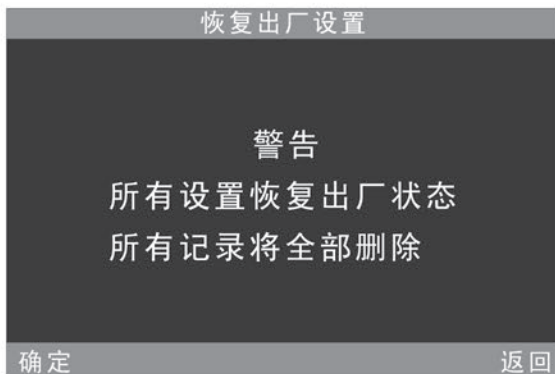 恢复出厂设置
警告
所有设置恢复出厂状态
所有记录将全部删除
确定 返回